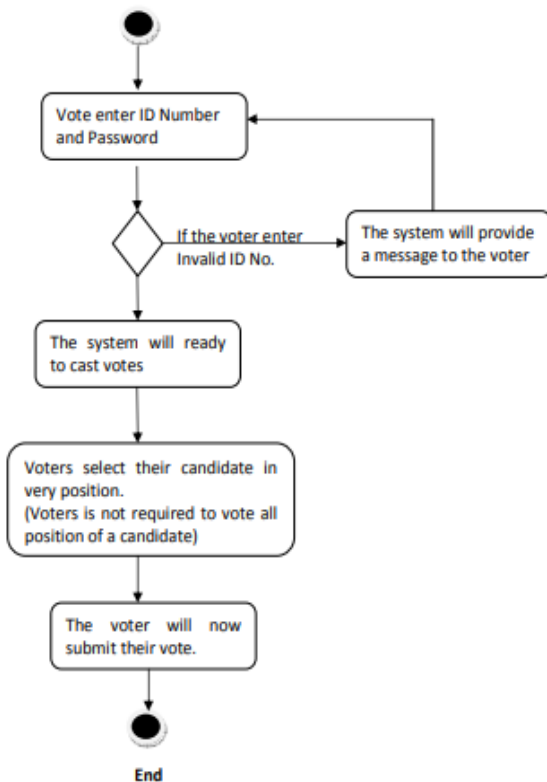 Vote enter ID Number
and Password
If the voter enter
Invalid ID No.
The system will provide
a message to the voter
The system will ready
to cast votes
Voters select their candidate in
very position.
(Voters is not required to vote all
position of a candidate)
The voter will now
submit their vote.
End